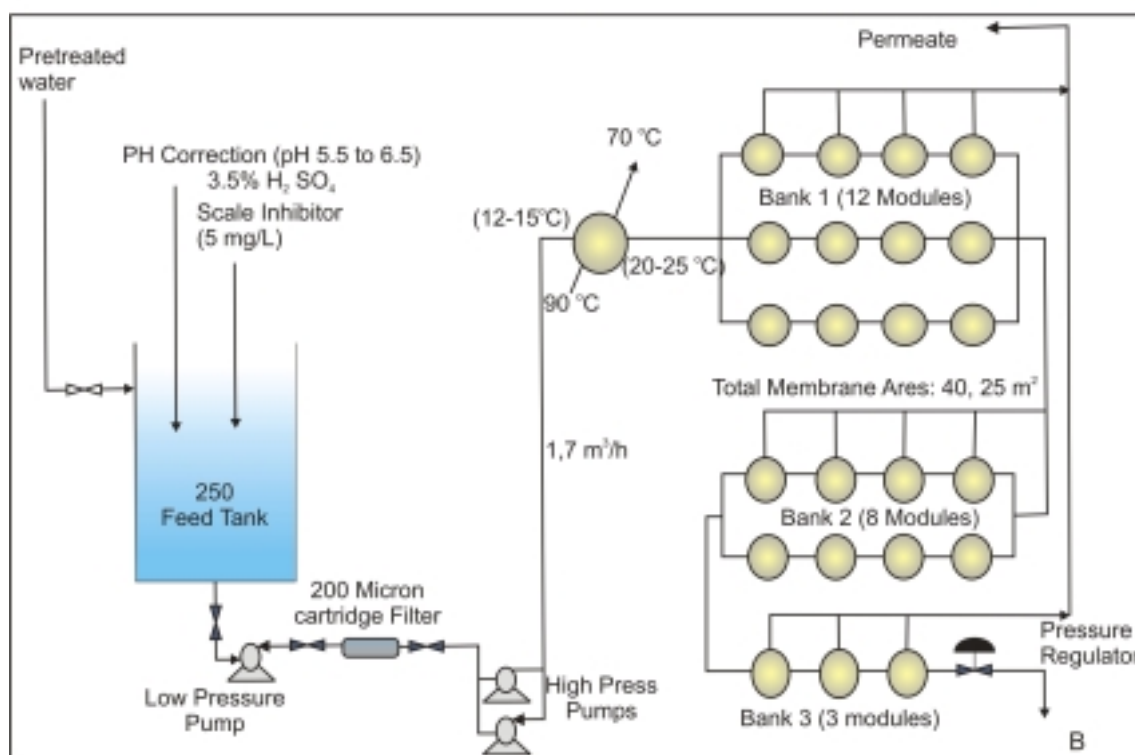 Pretreated
water
PH Correction (pH 5.5 to 6.5)
3.5% H₂ SO₄
Scale Inhibitor
(5 mg/L)
250
Feed Tank
Low Pressure
Pump
200 Micron
cartridge Filter
High Press
Pumps
1,7 m³/h
(12-15°C)
70 °C
90 °C
(20-25 °C)
Permeate
Bank 1 (12 Modules)
Total Membrane Ares: 40, 25 m²
Bank 2 (8 Modules)
Bank 3 (3 modules)
Pressure
Regulator
B